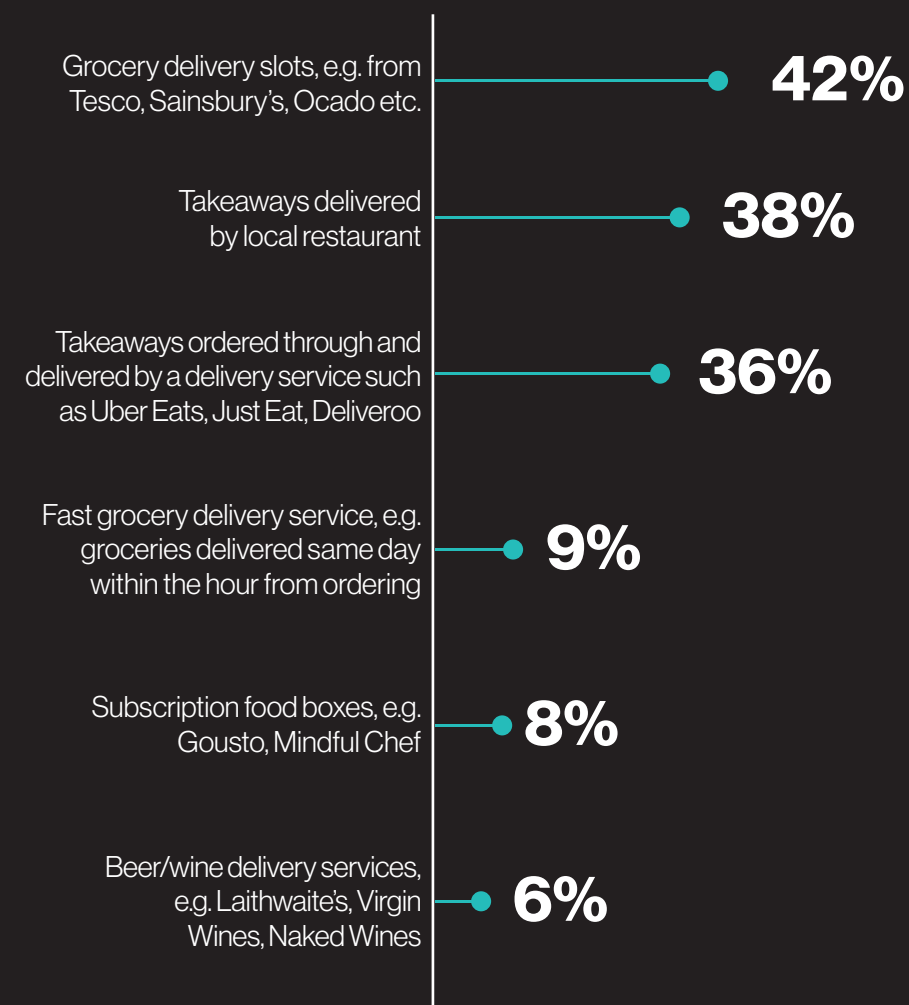 Grocery delivery slots, e.g. from
Tesco, Sainsbury’s, Ocado etc.
42%
Takeaways delivered
by local restaurant
38%
Takeaways ordered through and
delivered by a delivery service such
as Uber Eats, Just Eat, Deliveroo
36%
Fast grocery delivery service, e.g.
groceries delivered same day
within the hour from ordering
9%
Subscription food boxes, e.g.
Gousto, Mindful Chef
8%
Beer/wine delivery services,
e.g. Laithwaite’s, Virgin
Wines, Naked Wines
6%